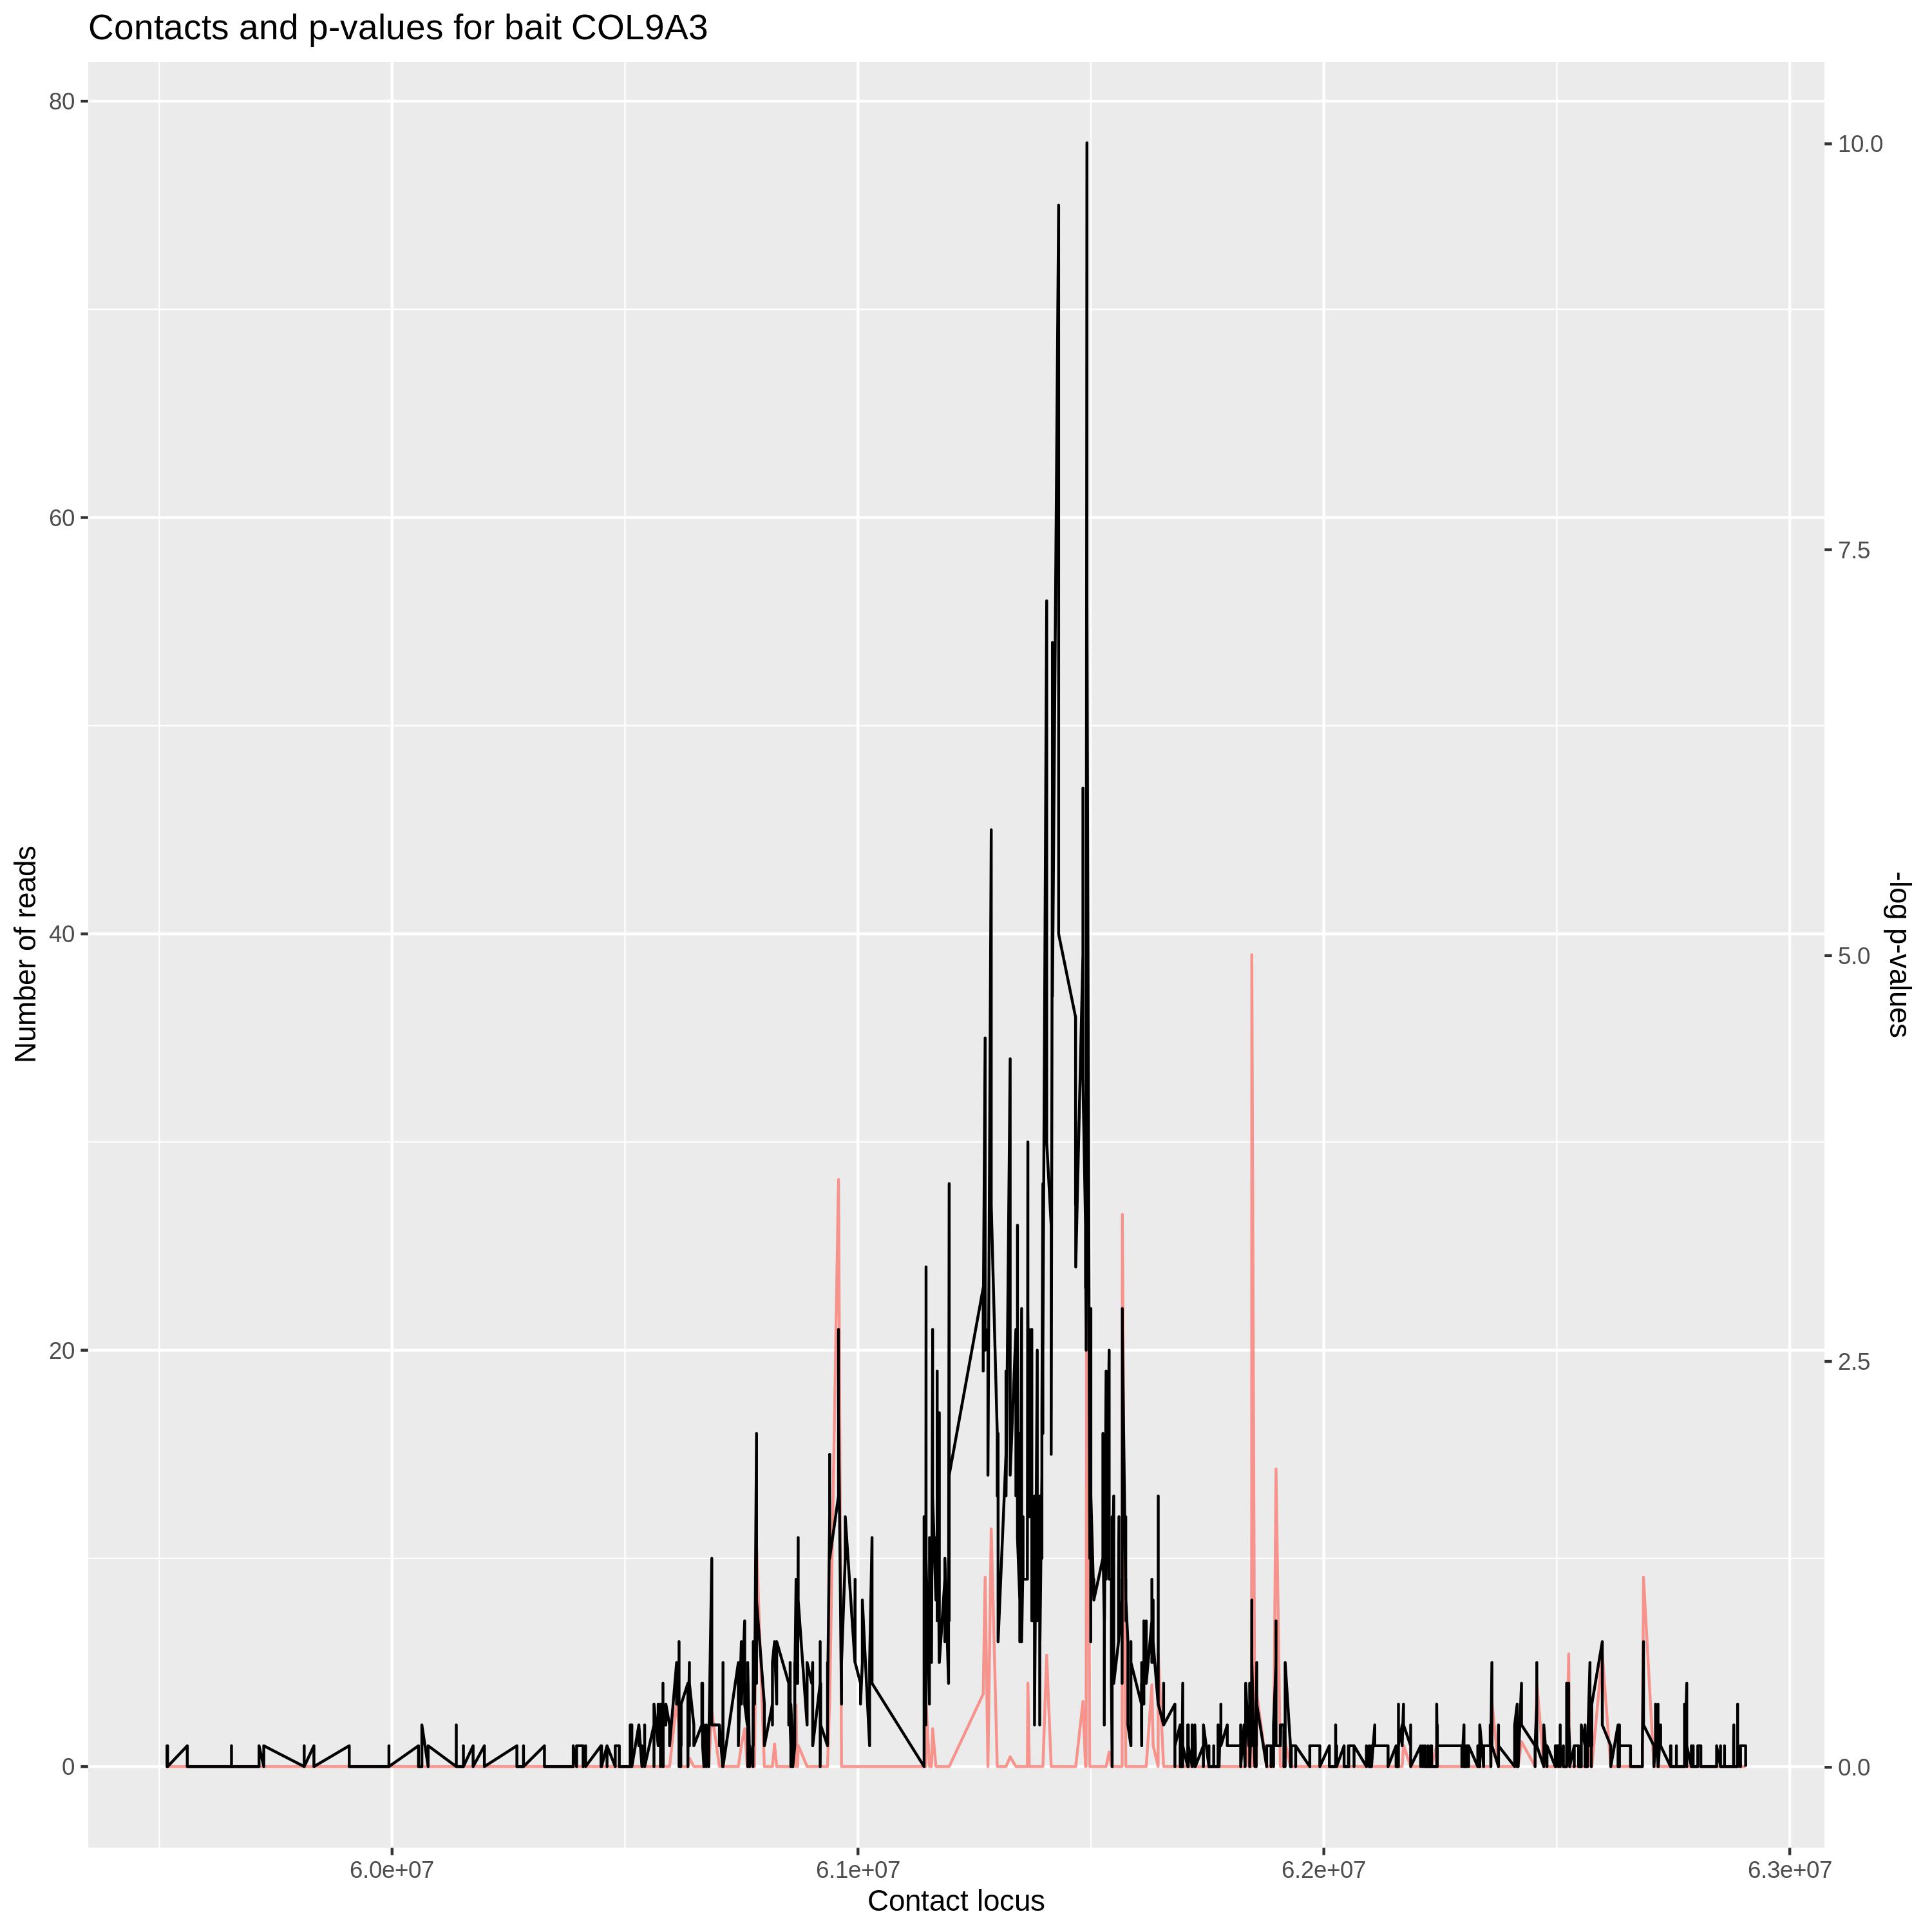 Contacts and p-values for bait COL9A3
80
60
40
20
0
Number of reads
10.0
7.5
5.0
2.5
0.0
-log p-values
6.0e+07
6.1e+07
6.2e+07
6.3e+07
Contact locus